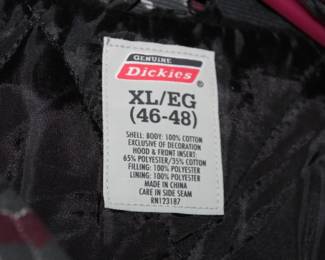 GENUINE
Dickies®
XL/EG
(46-48)
SHELL: BODY: 100% COTTON
EXCLUSIVE OF DECORATION
HOOD & FRONT INSERT
65% POLYESTER/35% COTTON
FILLING: 100% POLYESTER
LINING: 100% POLYESTER
MADE IN CHINA
CARE IN SIDE SEAM
RN123187